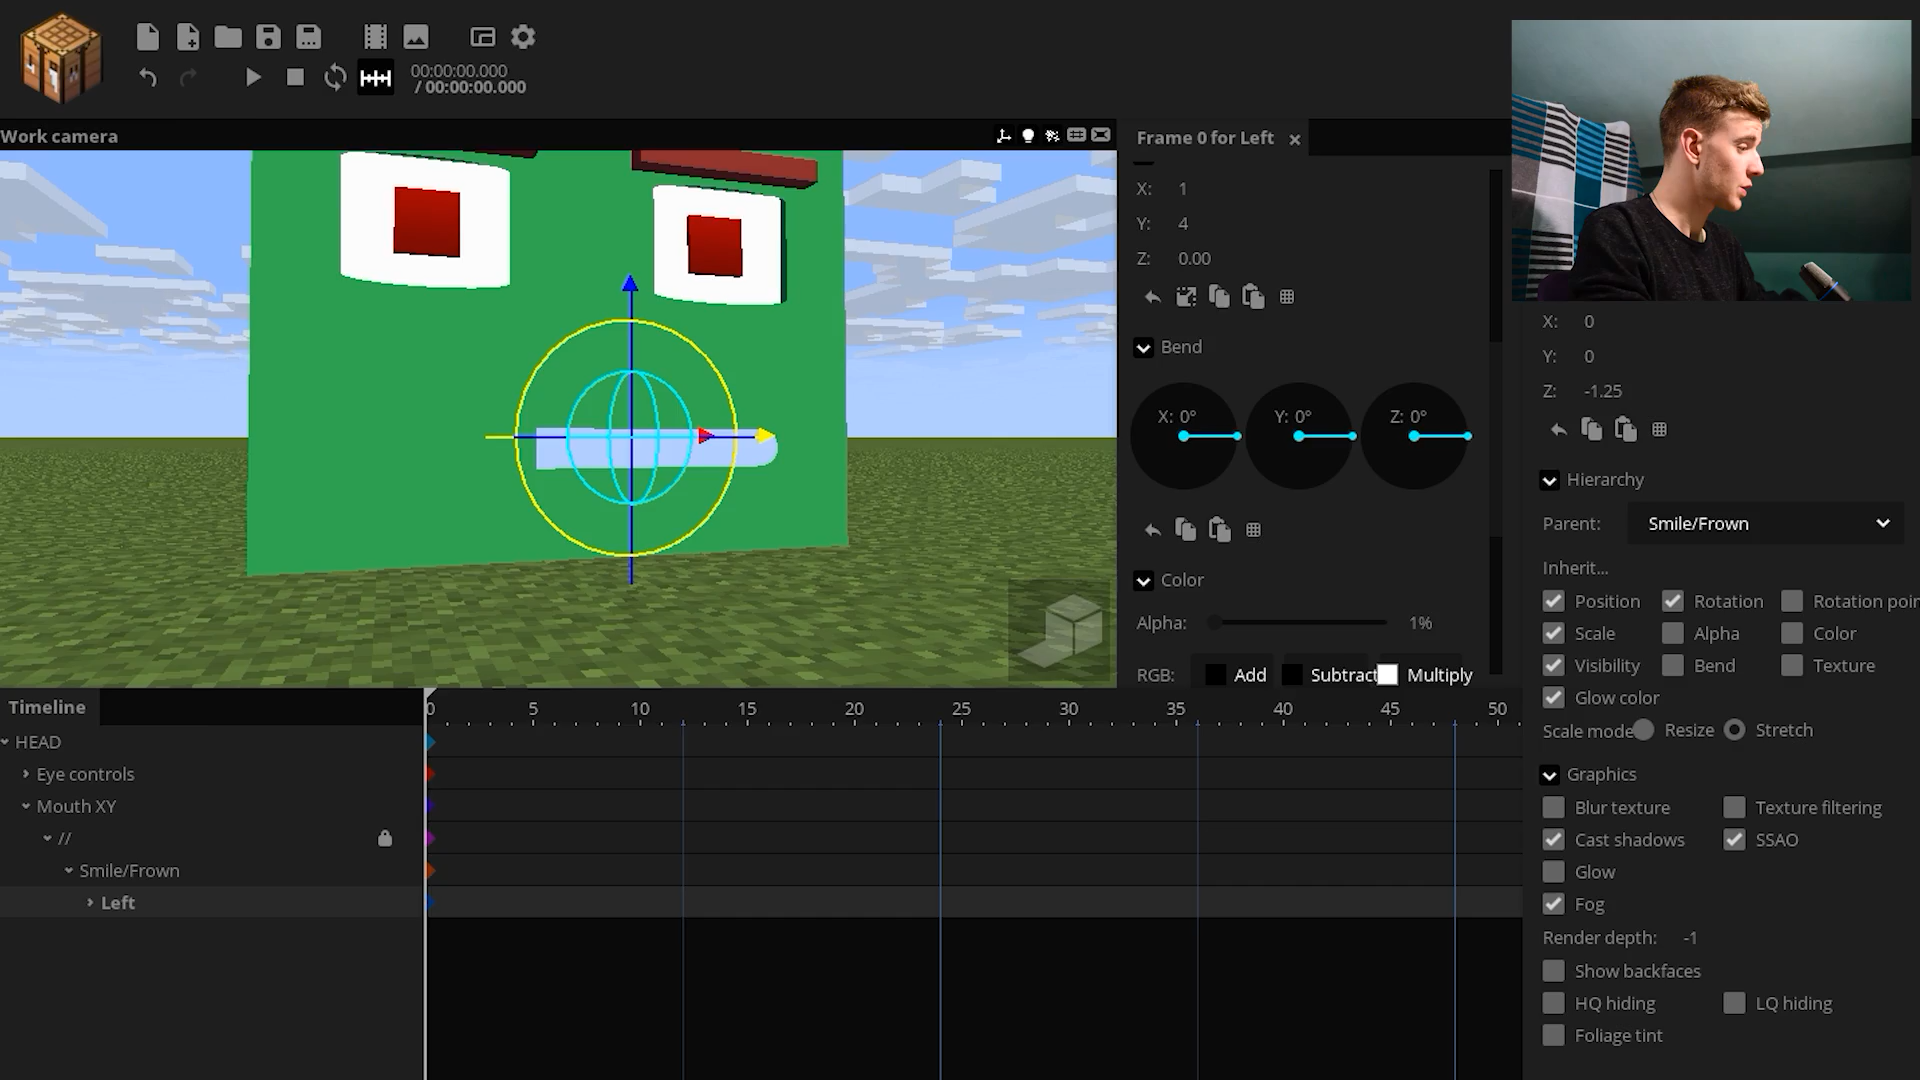 00:00:00.000
/ 00:00:00.000
Work camera
Frame 0 for Left
X: 1
Y: 4
Z: 0.00
Bend
X: 0° Y: 0° Z: 0°
Color
Alpha: 1%
RGB: Add Subtract Multiply
X: 0
Y: 0
Z: -1.25
Hierarchy
Parent: Smile/Frown
Inherit...
Position Rotation Rotation poin
Scale Alpha Color
Visibility Bend Texture
Glow color
Scale mode Resize Stretch
Graphics
Blur texture Texture filtering
Cast shadows SSAO
Glow
Fog
Render depth: -1
Show backfaces
HQ hiding LQ hiding
Foliage tint
Timeline
0 5 10 15 20 25 30 35 40 45 50
HEAD
Eye controls
Mouth XY
//
Smile/Frown
Left